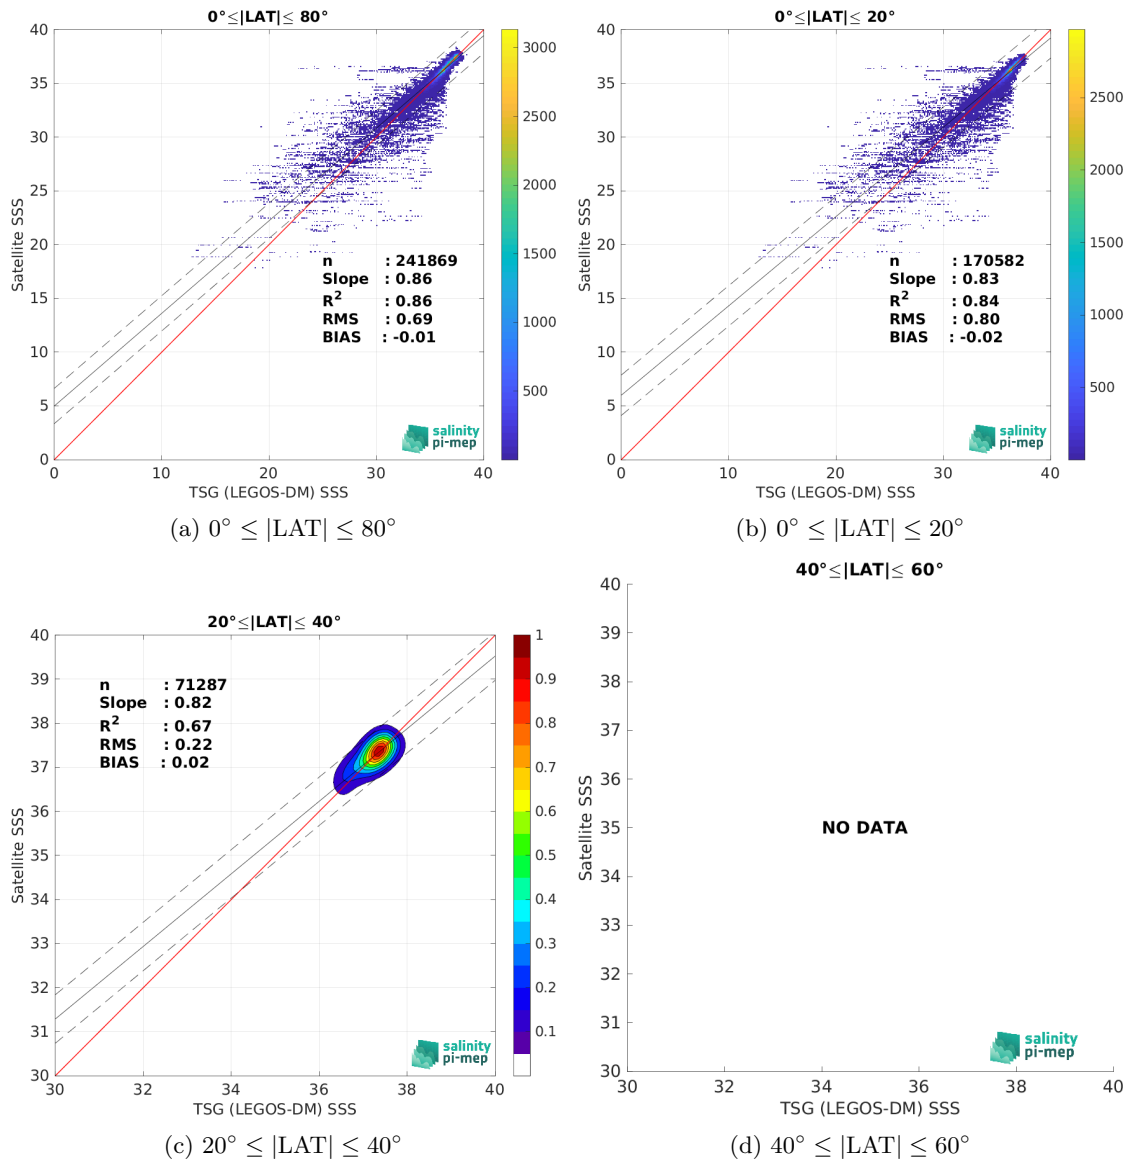 0°≤|LAT|≤ 80°
40
35
30
25
20
15
10
5
0
0
10
20
30
40
Satellite SSS
TSG (LEGOS-DM) SSS
n : 241869
Slope : 0.86
R² : 0.86
RMS : 0.69
BIAS : -0.01
salinity
pi-mep
3000
2500
2000
1500
1000
500
(a) 0° ≤ |LAT| ≤ 80°
0°≤|LAT|≤ 20°
40
35
30
25
20
15
10
5
0
0
10
20
30
40
Satellite SSS
TSG (LEGOS-DM) SSS
n : 170582
Slope : 0.83
R² : 0.84
RMS : 0.80
BIAS : -0.02
salinity
pi-mep
2500
2000
1500
1000
500
(b) 0° ≤ |LAT| ≤ 20°
20°≤|LAT|≤ 40°
40
39
38
37
36
35
34
33
32
31
30
30
32
34
36
38
40
Satellite SSS
TSG (LEGOS-DM) SSS
n : 71287
Slope : 0.82
R² : 0.67
RMS : 0.22
BIAS : 0.02
salinity
pi-mep
1
0.9
0.8
0.7
0.6
0.5
0.4
0.3
0.2
0.1
(c) 20° ≤ |LAT| ≤ 40°
40°≤|LAT|≤ 60°
40
39
38
37
36
35
34
33
32
31
30
30
32
34
36
38
40
Satellite SSS
TSG (LEGOS-DM) SSS
NO DATA
salinity
pi-mep
(d) 40° ≤ |LAT| ≤ 60°